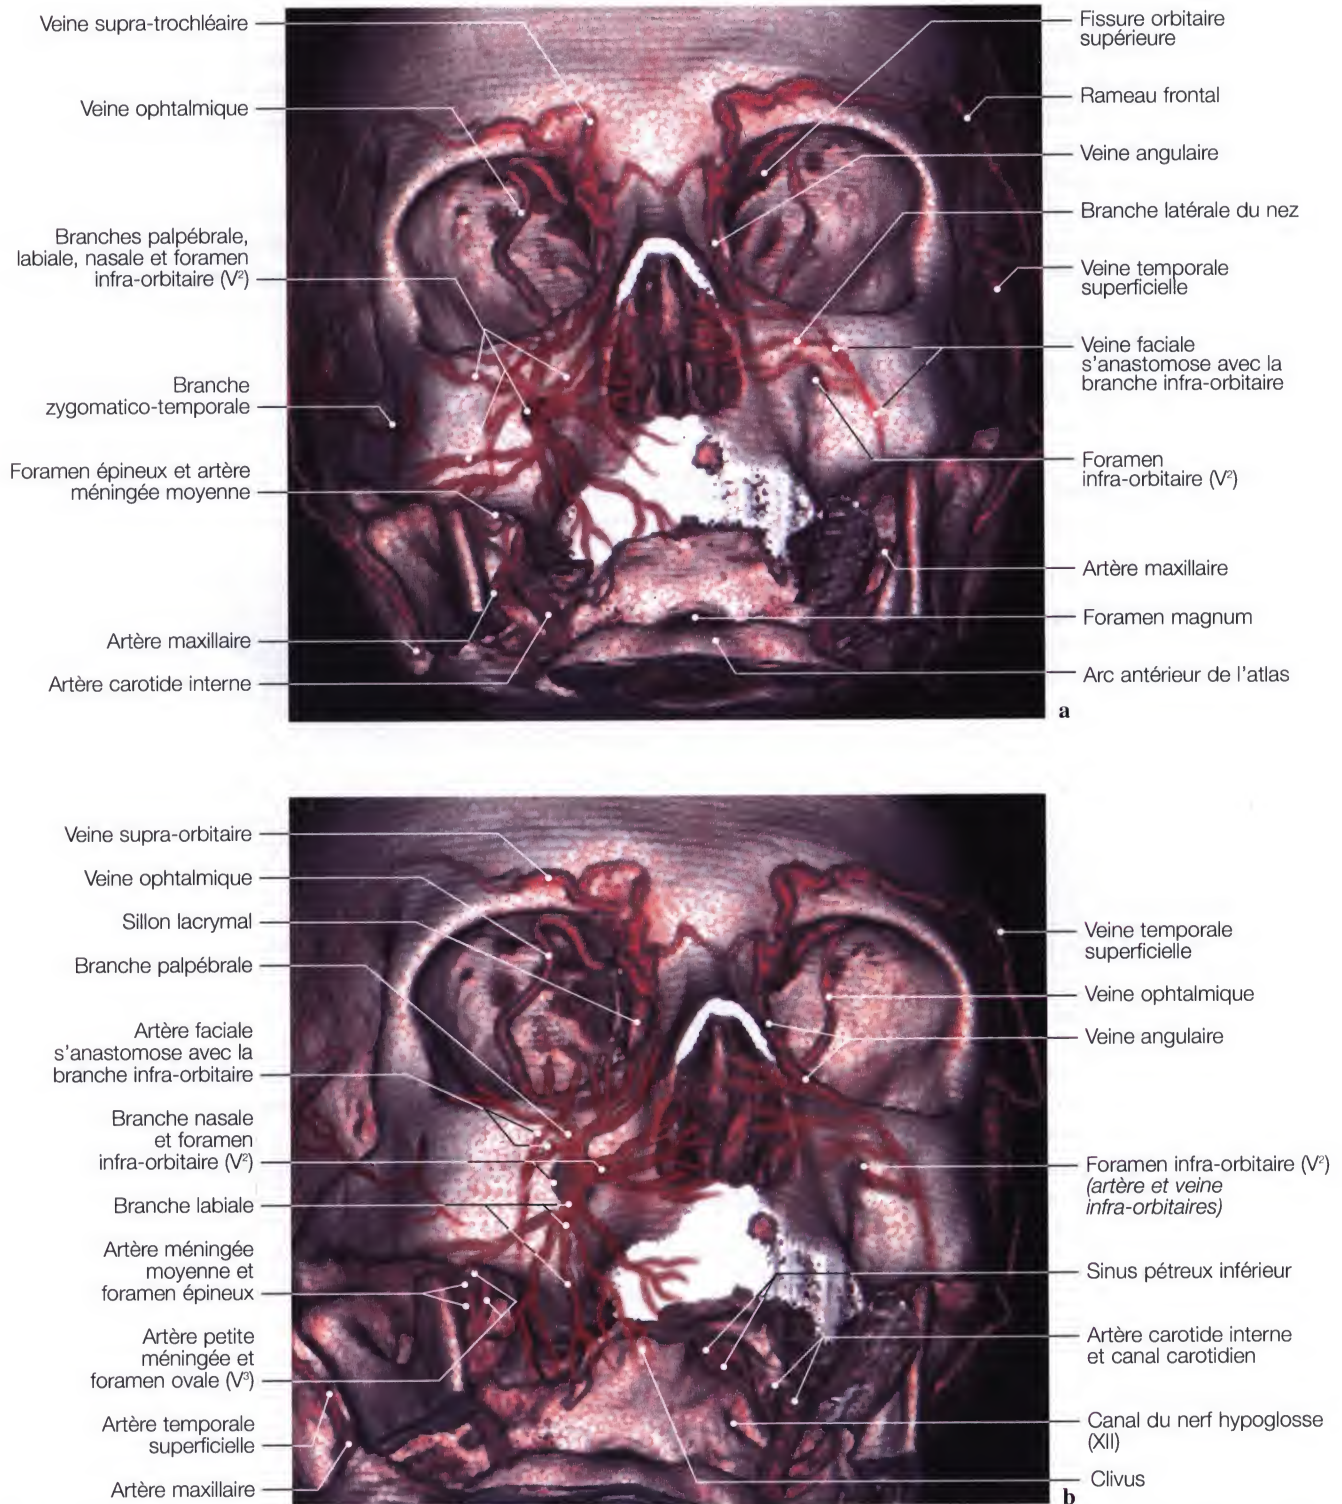 Veine supra-trochléaire
Veine ophtalmique
Branches palpébrale,
labiale, nasale et foramen
infra-orbitaire (V²)
Branche
zygomatico-temporale
Foramen épineux et artère
méningée moyenne
Artère maxillaire
Artère carotide interne
Fissure orbitaire
supérieure
Rameau frontal
Veine angulaire
Branche latérale du nez
Veine temporale
superficielle
Veine faciale
s'anastomose avec la
branche infra-orbitaire
Foramen
infra-orbitaire (V²)
Artère maxillaire
Foramen magnum
Arc antérieur de l'atlas
a
Veine supra-orbitaire
Veine ophtalmique
Sillon lacrymal
Branche palpébrale
Artère faciale
s'anastomose avec la
branche infra-orbitaire
Branche nasale
et foramen
infra-orbitaire (V²)
Branche labiale
Artère méningée
moyenne et
foramen épineux
Artère petite
méningée et
foramen ovale (V³)
Artère temporale
superficielle
Artère maxillaire
Veine temporale
superficielle
Veine ophtalmique
Veine angulaire
Foramen infra-orbitaire (V²)
(artère et veine
infra-orbitaires)
Sinus pétreux inférieur
Artère carotide interne
et canal carotidien
Canal du nerf hypoglosse
(XII)
Clivus
b